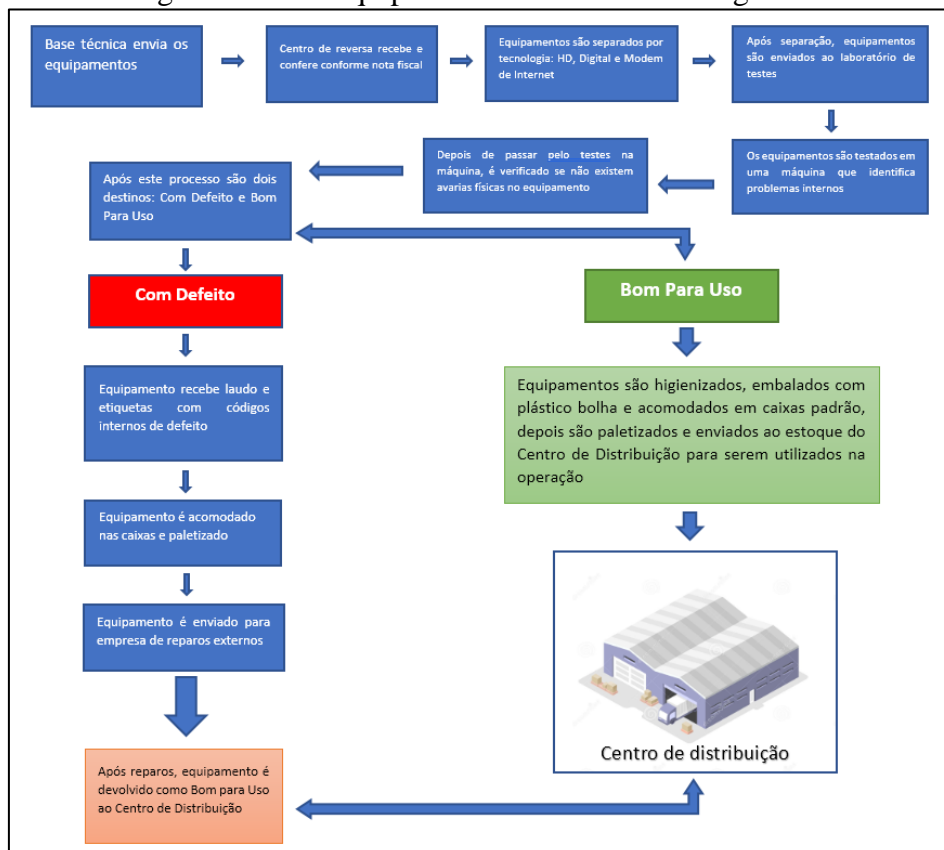 Base técnica envia os
equipamentos
Centro de reversa recebe e
confere conforme nota fiscal
Equipamentos são separados por
tecnologia: HD, Digital e Modem
de Internet
Após separação, equipamentos
são enviados ao laboratório de
testes
Os equipamentos são testados em
uma máquina que identifica
problemas internos
Depois de passar pelo testes na
máquina, é verificado se não existem
avarias físicas no equipamento
Após este processo são dois
destinos: Com Defeito e Bom
Para Uso
Com Defeito
Equipamento recebe laudo e
etiquetas com códigos
internos de defeito
Equipamento é acomodado
nas caixas e paletizado
Equipamento é enviado para
empresa de reparos externos
Após reparos, equipamento é
devolvido como Bom para Uso
ao Centro de Distribuição
Bom Para Uso
Equipamentos são higienizados, embalados com
plástico bolha e acomodados em caixas padrão,
depois são paletizados e enviados ao estoque do
Centro de Distribuição para serem utilizados na
operação
Centro de distribuição